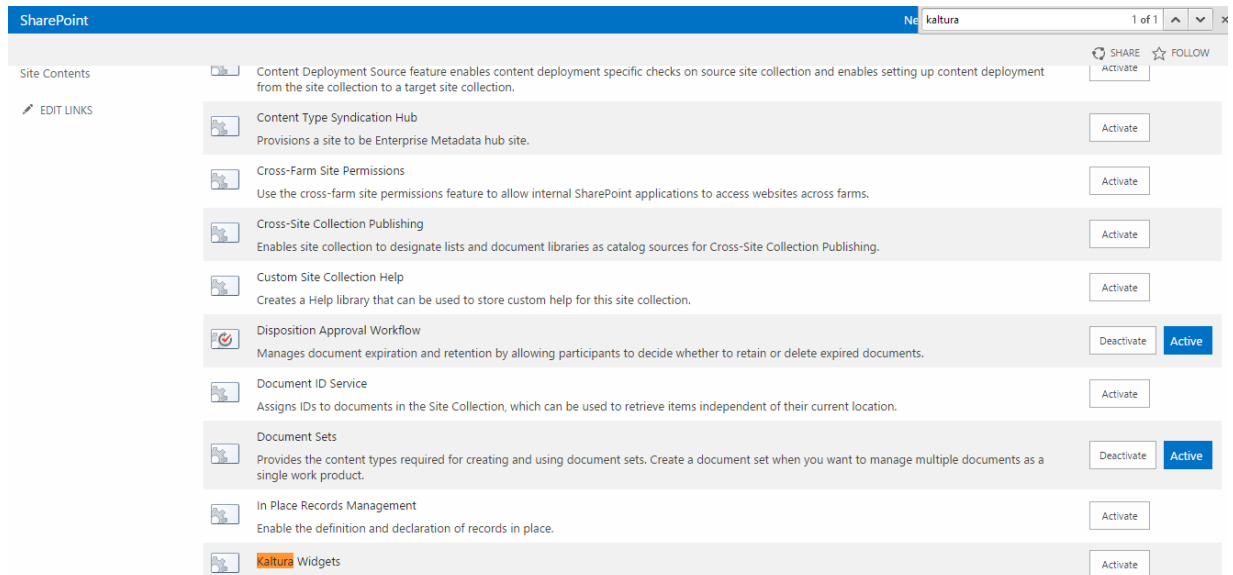 SharePoint
Ne
kaltura
1 of 1
SHARE
FOLLOW
Site Contents
EDIT LINKS
Content Deployment Source feature enables content deployment specific checks on source site collection and enables setting up content deployment
from the site collection to a target site collection.
Activate
Content Type Syndication Hub
Provisions a site to be Enterprise Metadata hub site.
Activate
Cross-Farm Site Permissions
Use the cross-farm site permissions feature to allow internal SharePoint applications to access websites across farms.
Activate
Cross-Site Collection Publishing
Enables site collection to designate lists and document libraries as catalog sources for Cross-Site Collection Publishing.
Activate
Custom Site Collection Help
Creates a Help library that can be used to store custom help for this site collection.
Activate
Disposition Approval Workflow
Manages document expiration and retention by allowing participants to decide whether to retain or delete expired documents.
Deactivate
Active
Document ID Service
Assigns IDs to documents in the Site Collection, which can be used to retrieve items independent of their current location.
Activate
Document Sets
Provides the content types required for creating and using document sets. Create a document set when you want to manage multiple documents as a
single work product.
Deactivate
Active
In Place Records Management
Enable the definition and declaration of records in place.
Activate
Kaltura Widgets
Activate